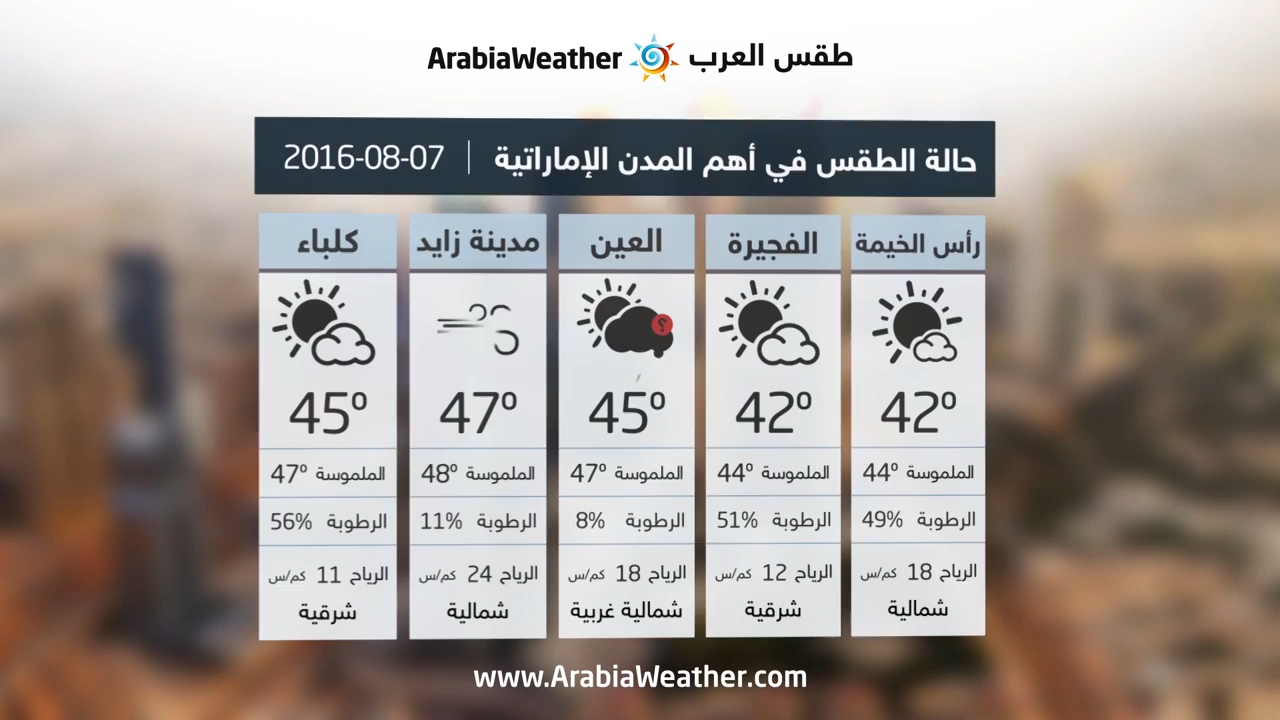 ArabiaWeather طقس العرب
حالة الطقس في أهم المدن الإماراتية | 2016-08-07
رأس الخيمة
42º
الملموسة 44º
الرطوبة 49%
الرياح 18 كم/س
شمالية
الفجيرة
42º
الملموسة 44º
الرطوبة 51%
الرياح 12 كم/س
شرقية
العين
؟
45º
الملموسة 47º
الرطوبة 8%
الرياح 18 كم/س
شمالية غربية
مدينة زايد
47º
الملموسة 48º
الرطوبة 11%
الرياح 24 كم/س
شمالية
كلباء
45º
الملموسة 47º
الرطوبة 56%
الرياح 11 كم/س
شرقية
www.ArabiaWeather.com